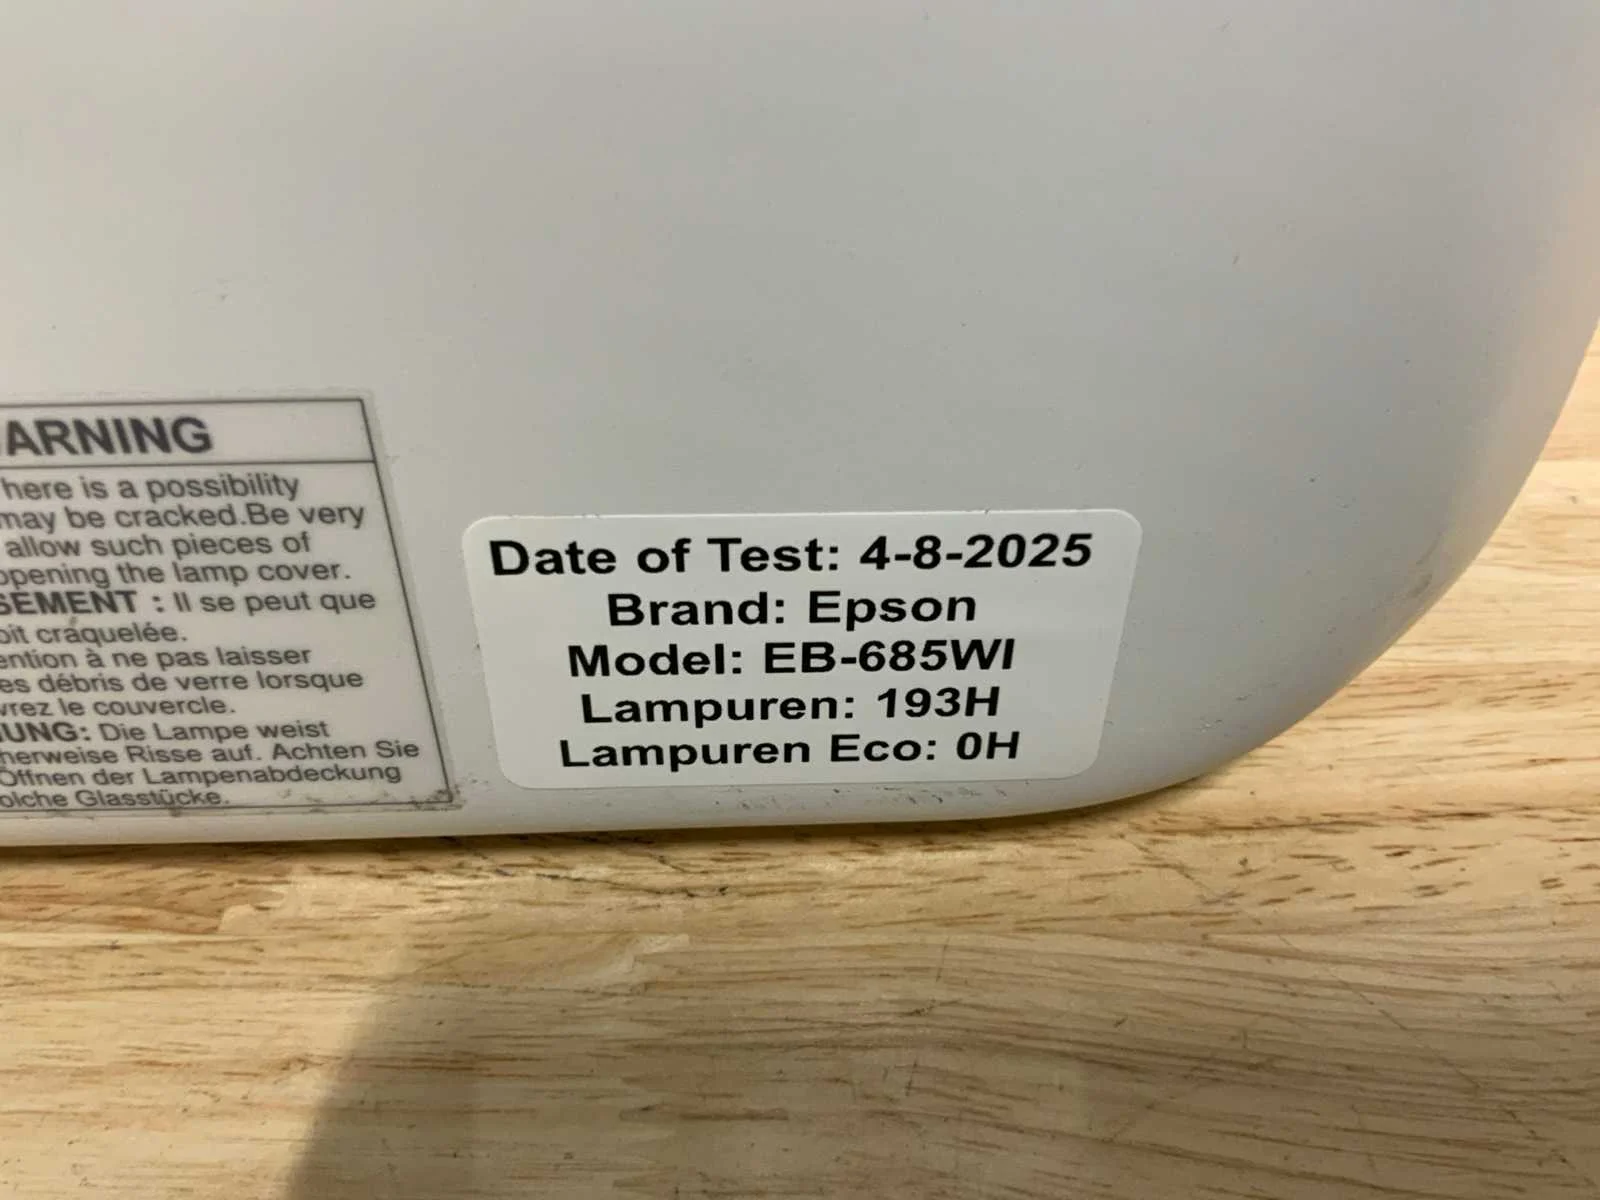 ARNING
here is a possibility
may be cracked.Be very
allow such pieces of
opening the lamp cover.
SEMENT : Il se peut que
oit craquelée.
ention à ne pas laisser
es débris de verre lorsque
vrez le couvercle.
UNG: Die Lampe weist
herweise Risse auf. Achten Sie
Öffnen der Lampenabdeckung
olche Glasstücke.
Date of Test: 4-8-2025
Brand: Epson
Model: EB-685WI
Lampuren: 193H
Lampuren Eco: 0H